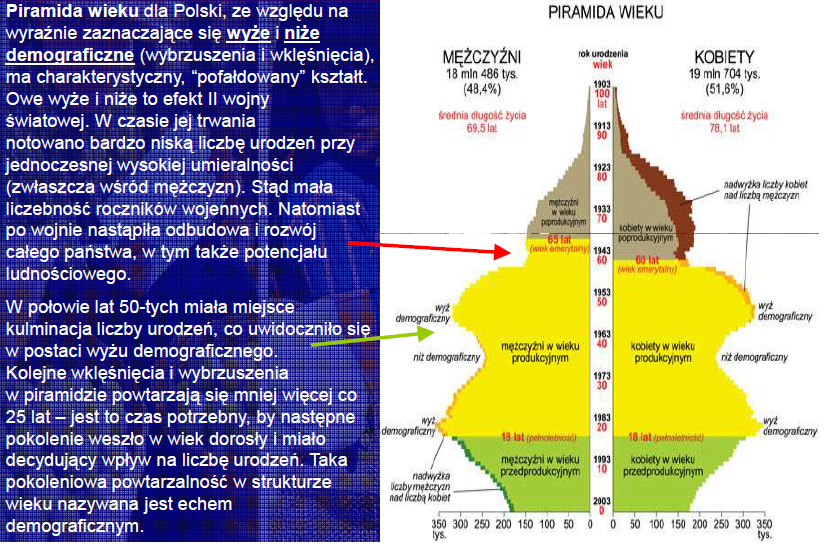 Piramida wieku dla Polski, ze względu na
wyraźnie zaznaczające się wyże i niże
demograficzne (wybrzuszenia i wklęśnięcia),
ma charakterystyczny, “pofałdowany” kształt.
Owe wyże i niże to efekt II wojny
światowej. W czasie jej trwania
notowano bardzo niską liczbę urodzeń przy
jednoczesnej wysokiej umieralności
(zwłaszcza wśród mężczyzn). Stąd mała
liczebność roczników wojennych. Natomiast
po wojnie nastąpiła odbudowa i rozwój
całego państwa, w tym także potencjału
ludnościowego.
W połowie lat 50-tych miała miejsce
kulminacja liczby urodzeń, co uwidoczniło się
w postaci wyżu demograficznego.
Kolejne wklęśnięcia i wybrzuszenia
w piramidzie powtarzają się mniej więcej co
25 lat – jest to czas potrzebny, by następne
pokolenie weszło w wiek dorosły i miało
decydujący wpływ na liczbę urodzeń. Taka
pokoleniowa powtarzalność w strukturze
wieku nazywana jest echem
demograficznym.
PIRAMIDA WIEKU
MĘŻCZYŹNI
18 mln 486 tys.
(48,4%)
średnia długość życia
69,5 lat
rok urodzenia
wiek
KOBIETY
19 mln 704 tys.
(51,6%)
średnia długość życia
78,1 lat
1903
100
lat
1913
90
1923
80
1933
70
1943
60
1953
50
1963
40
1973
30
1983
20
1993
10
2003
0
mężczyźni
w wieku
poprodukcyjnym
65 lat
(wiek emerytalny)
kobiety w wieku
poprodukcyjnym
60 lat
(wiek emerytalny)
nadwyżka liczby kobiet
nad liczbą mężczyzn
wyż
demograficzny
wyż
demograficzny
mężczyźni w wieku
produkcyjnym
kobiety w wieku
produkcyjnym
niż demograficzny
niż demograficzny
wyż
demograficzny
wyż
demograficzny
18 lat (pełnoletniość)
18 lat (pełnoletniość)
mężczyźni w wieku
przedprodukcyjnym
kobiety w wieku
przedprodukcyjnym
nadwyżka
liczby mężczyzn
nad liczbą kobiet
350 300 250 200 150 100 50 0 0 50 100 150 200 250 300 350
tys. tys.